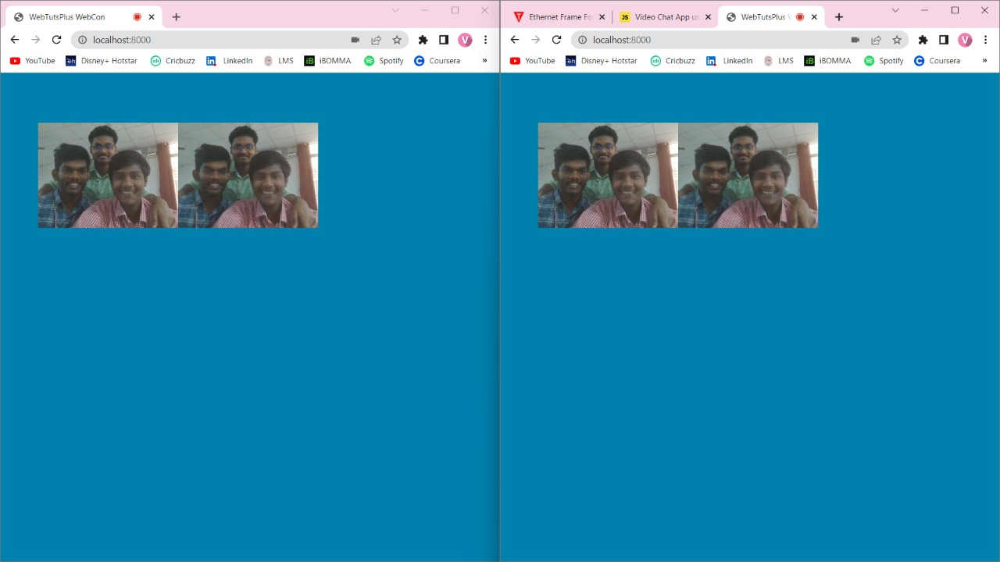 WebTutsPlus WebCon
localhost:8000
YouTube Disney+ Hotstar Cricbuzz LinkedIn LMS iBOMMA Spotify Coursera »
Ethernet Frame Fo Video Chat App us WebTutsPlus W
localhost:8000
YouTube Disney+ Hotstar Cricbuzz LinkedIn LMS iBOMMA Spotify Coursera »